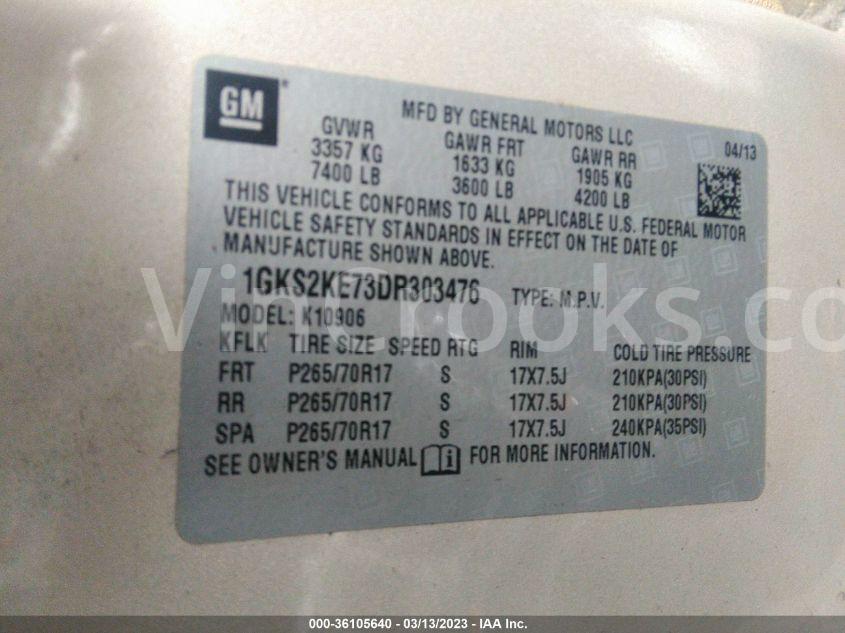 GM
MFD BY GENERAL MOTORS LLC
04/13
GVWR GAWR FRT GAWR RR
3357 KG 1633 KG 1905 KG
7400 LB 3600 LB 4200 LB
THIS VEHICLE CONFORMS TO ALL APPLICABLE U.S. FEDERAL MOTOR
VEHICLE SAFETY STANDARDS IN EFFECT ON THE DATE OF
MANUFACTURE SHOWN ABOVE.
1GKS2KE73DR303476 TYPE: M.P.V.
VinCrooks.com
MODEL: K10906
KFLK TIRE SIZE SPEED RTG RIM COLD TIRE PRESSURE
FRT P265/70R17 S 17X7.5J 210KPA(30PSI)
RR P265/70R17 S 17X7.5J 210KPA(30PSI)
SPA P265/70R17 S 17X7.5J 240KPA(35PSI)
SEE OWNER'S MANUAL i FOR MORE INFORMATION.
000-36105640 - 03/13/2023 - IAA Inc.